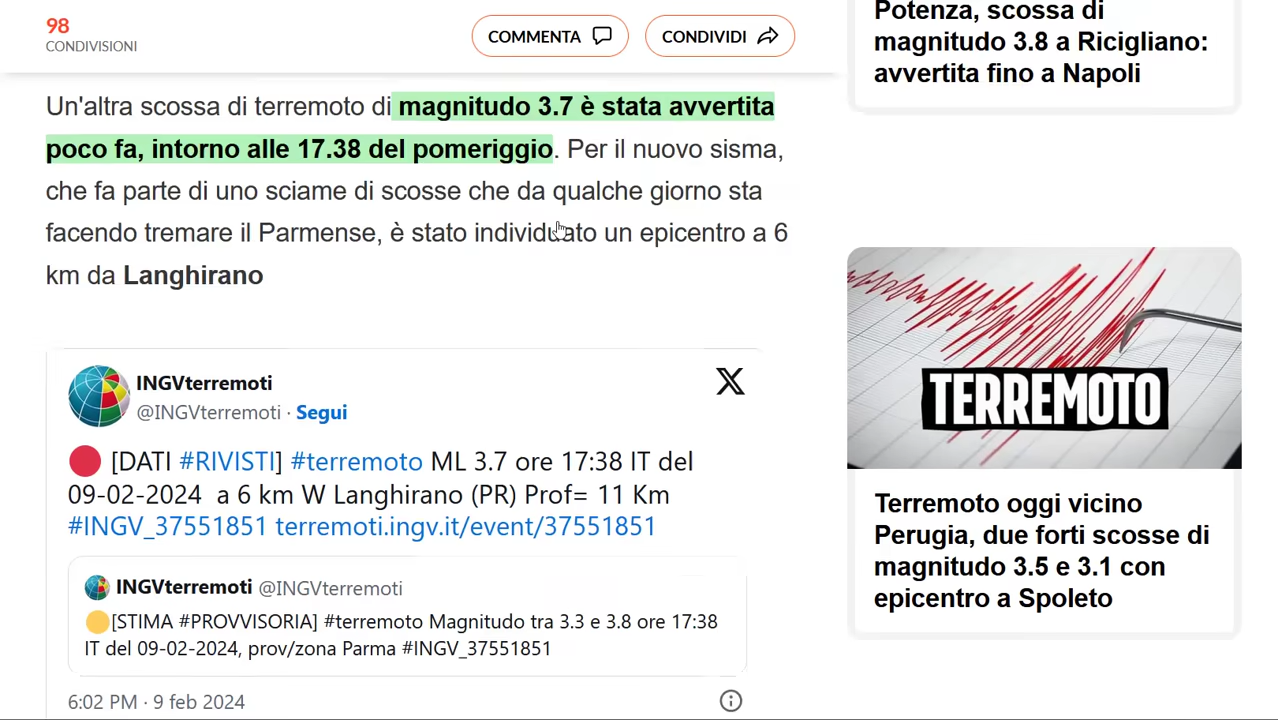 98
CONDIVISIONI
COMMENTA
CONDIVIDI
Un'altra scossa di terremoto di magnitudo 3.7 è stata avvertita
poco fa, intorno alle 17.38 del pomeriggio. Per il nuovo sisma,
che fa parte di uno sciame di scosse che da qualche giorno sta
facendo tremare il Parmense, è stato individuato un epicentro a 6
km da Langhirano
INGVterremoti
@INGVterremoti · Segui
X
[DATI #RIVISTI] #terremoto ML 3.7 ore 17:38 IT del
09-02-2024 a 6 km W Langhirano (PR) Prof= 11 Km
#INGV_37551851 terremoti.ingv.it/event/37551851
INGVterremoti @INGVterremoti
[STIMA #PROVVISORIA] #terremoto Magnitudo tra 3.3 e 3.8 ore 17:38
IT del 09-02-2024, prov/zona Parma #INGV_37551851
6:02 PM · 9 feb 2024
Potenza, scossa di
magnitudo 3.8 a Ricigliano:
avvertita fino a Napoli
TERREMOTO
Terremoto oggi vicino
Perugia, due forti scosse di
magnitudo 3.5 e 3.1 con
epicentro a Spoleto